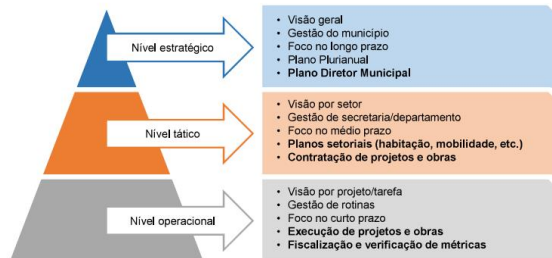 Nível estratégico
• Visão geral
• Gestão do município
• Foco no longo prazo
• Plano Plurianual
• Plano Diretor Municipal
Nível tático
• Visão por setor
• Gestão de secretaria/departamento
• Foco no médio prazo
• Planos setoriais (habitação, mobilidade, etc.)
• Contratação de projetos e obras
Nível operacional
• Visão por projeto/tarefa
• Gestão de rotinas
• Foco no curto prazo
• Execução de projetos e obras
• Fiscalização e verificação de métricas